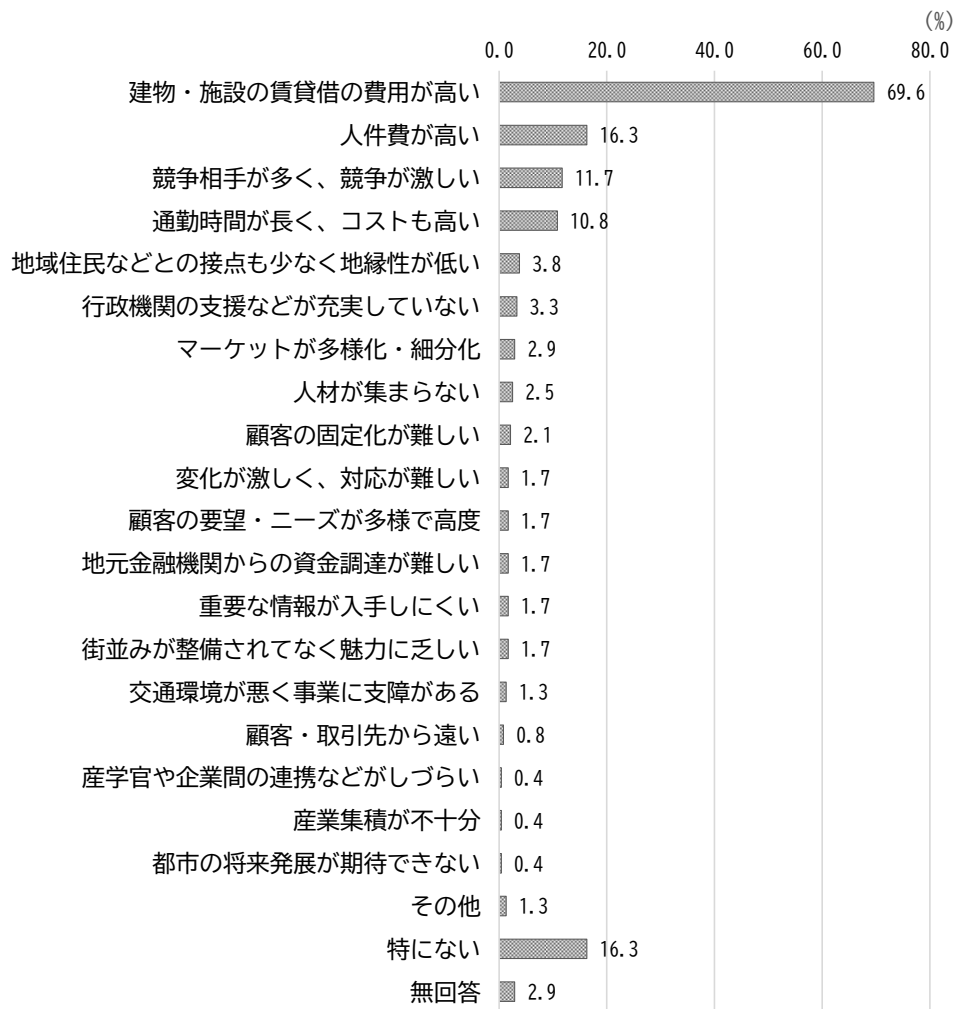 (%)
0.0 20.0 40.0 60.0 80.0
建物・施設の賃貸借の費用が高い 69.6
人件費が高い 16.3
競争相手が多く、競争が激しい 11.7
通勤時間が長く、コストも高い 10.8
地域住民などとの接点も少なく地縁性が低い 3.8
行政機関の支援などが充実していない 3.3
マーケットが多様化・細分化 2.9
人材が集まらない 2.5
顧客の固定化が難しい 2.1
変化が激しく、対応が難しい 1.7
顧客の要望・ニーズが多様で高度 1.7
地元金融機関からの資金調達が難しい 1.7
重要な情報が入手しにくい 1.7
街並みが整備されてなく魅力に乏しい 1.7
交通環境が悪く事業に支障がある 1.3
顧客・取引先から遠い 0.8
産学官や企業間の連携などがしづらい 0.4
産業集積が不十分 0.4
都市の将来発展が期待できない 0.4
その他 1.3
特にない 16.3
無回答 2.9